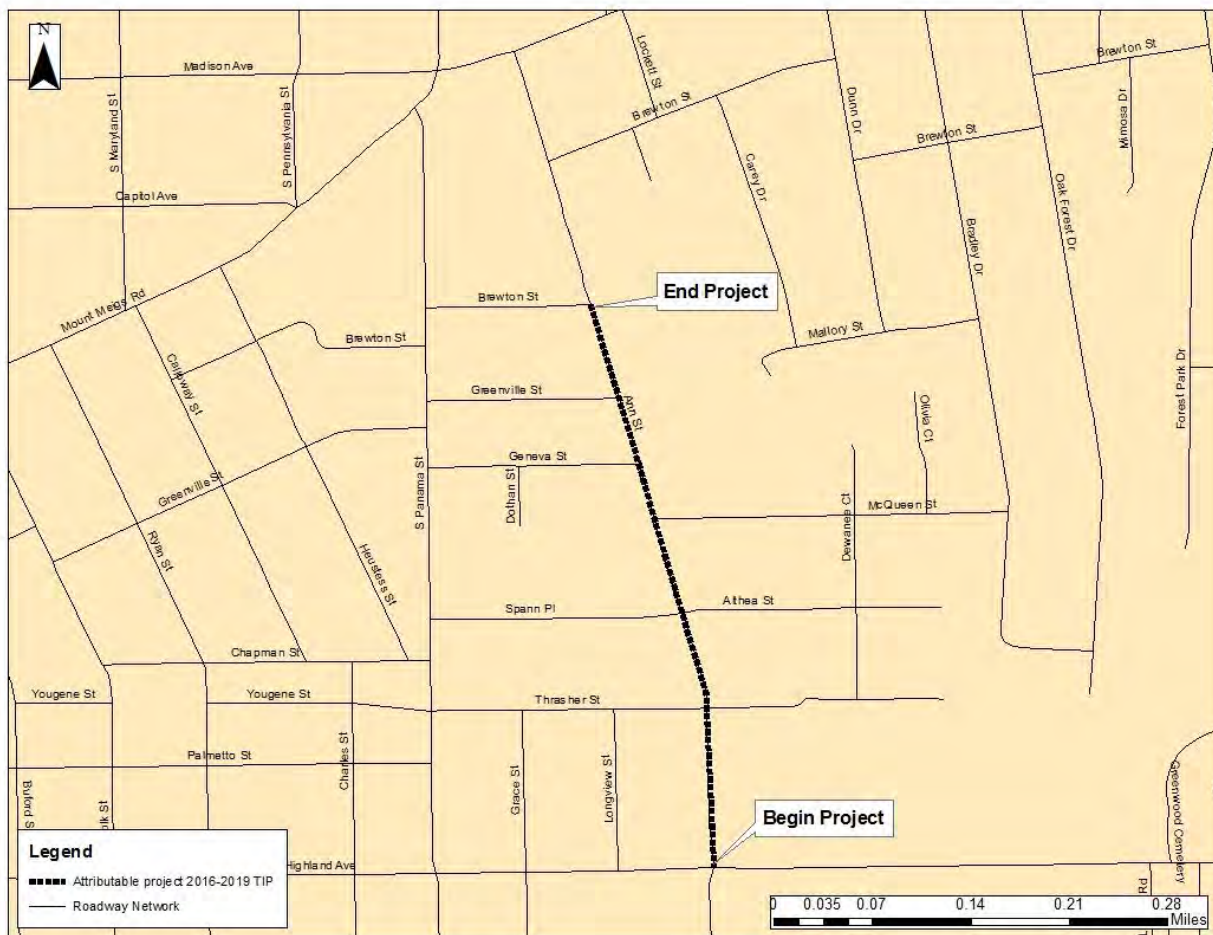 N
Madison Ave
S Maryland St
S Pennsylvania St
Lockett St
Brewton St
Dunn Dr
Brewton St
Mimosa Dr
Brewton St
Capitol Ave
Carey Dr
Oak Forest Dr
Bradley Dr
Mount Meigs Rd
Brewton St
End Project
Mallory St
Brewton St
Calloway St
Forest Park Dr
Greenville St
Ann St
Olivia Ct
S Panama St
Geneva St
Dothan St
Greenville St
McQueen St
Dewanee Ct
Ryan St
Heustess St
Spann Pl
Althea St
Chapman St
Yougene St
Yougene St
Thrasher St
Palmetto St
Charles St
Grace St
Longview St
Greenwood Cemetery
Buford S
olk St
Begin Project
Highland Ave
Legend
Attributable project 2016-2019 TIP
Roadway Network
Rd
0 0.035 0.07 0.14 0.21 0.28
Miles